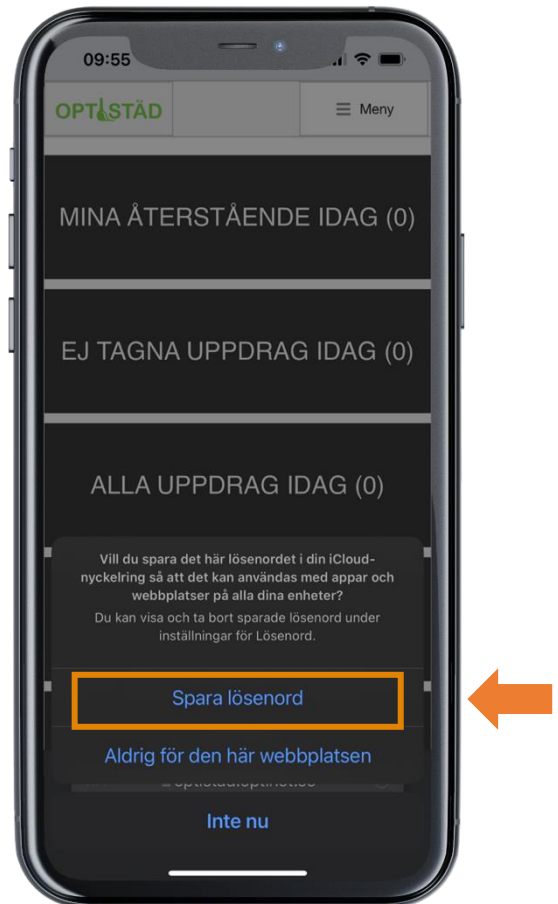 09:55
OPTISTÄD
Meny
MINA ÅTERSTÅENDE IDAG (0)
EJ TAGNA UPPDRAG IDAG (0)
ALLA UPPDRAG IDAG (0)
Vill du spara det här lösenordet i din iCloud-
nyckelring så att det kan användas med appar och
webbplatser på alla dina enheter?
Du kan visa och ta bort sparade lösenord under
inställningar för Lösenord.
Spara lösenord
Aldrig för den här webbplatsen
Inte nu